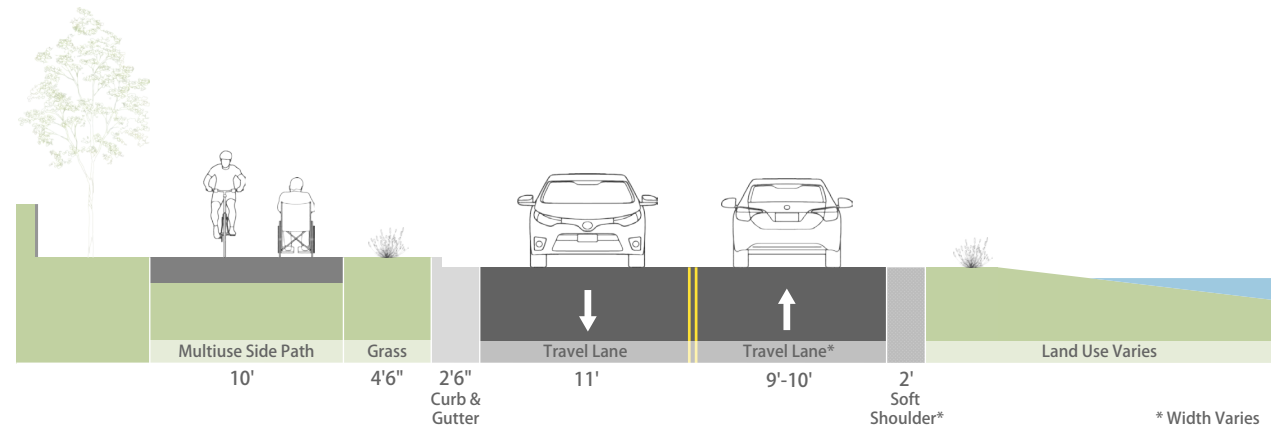 Multiuse Side Path
Grass
Travel Lane
Travel Lane*
Land Use Varies
10'
4'6"
2'6"
11'
9'-10'
2'
Curb &
Gutter
Soft
Shoulder*
* Width Varies